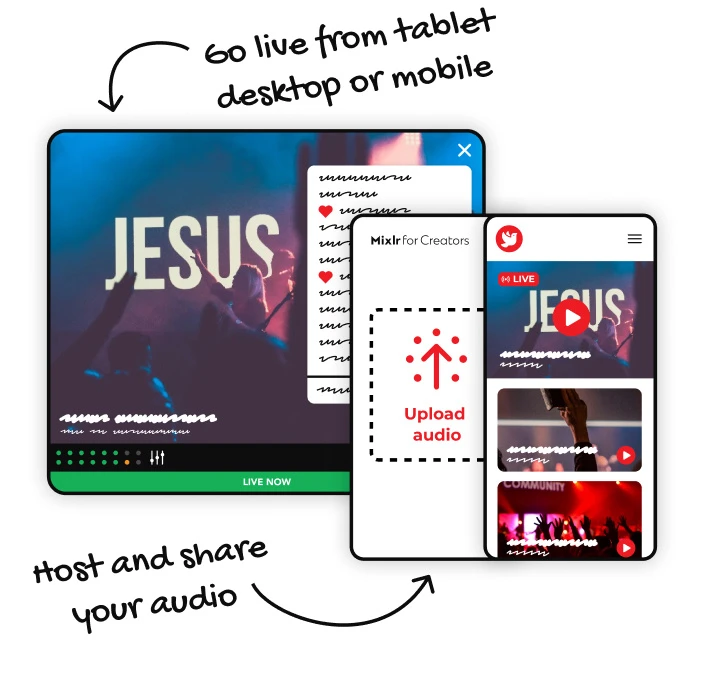 Go live from tablet
desktop or mobile
JESUS
LIVE NOW
Mixlr for Creators
Upload
audio
LIVE
JESUS
COMMUNITY
Host and share
your audio